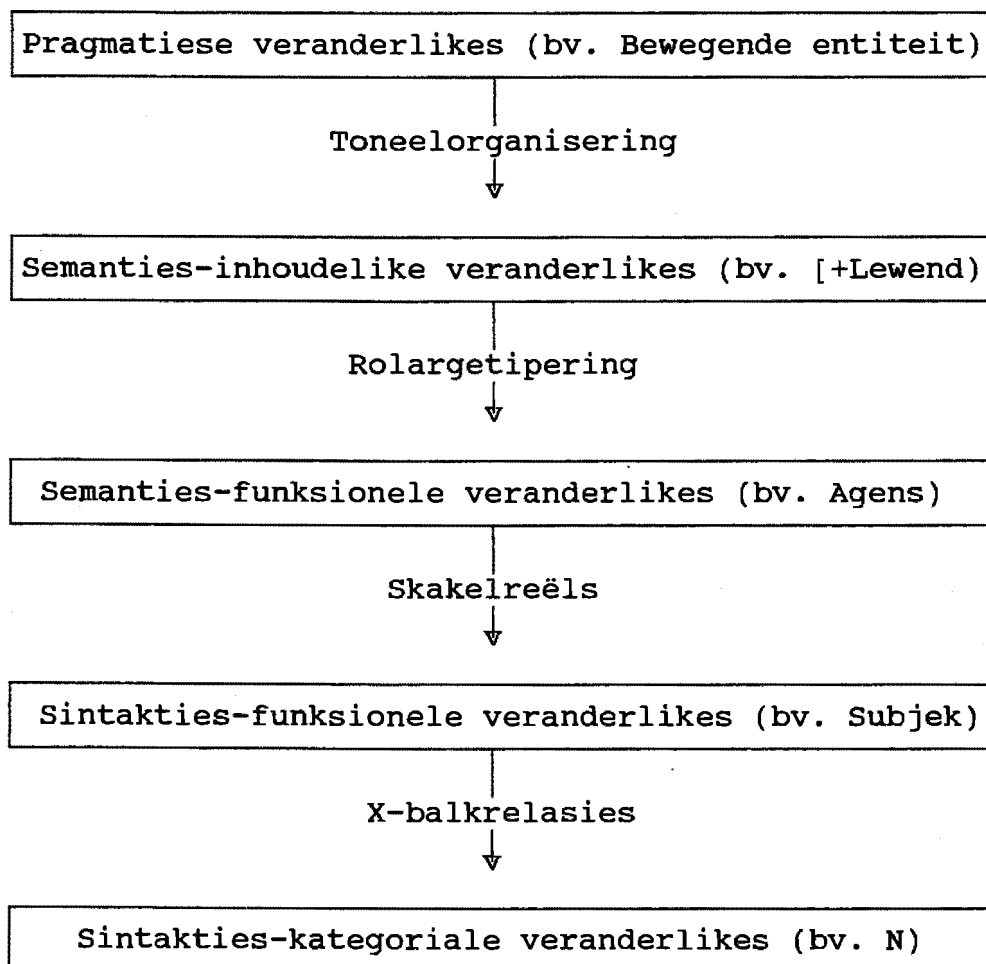 Pragmatiese veranderlikes (bv. Bewegende entiteit)
Toneelorganisering
Semanties-inhoudelike veranderlikes (bv. [+Lewend)
Rolargetipering
Semanties-funksionele veranderlikes (bv. Agens)
Skakelreëls
Sintakties-funksionele veranderlikes (bv. Subjek)
X-balkrelasies
Sintakties-kategoriale veranderlikes (bv. N)